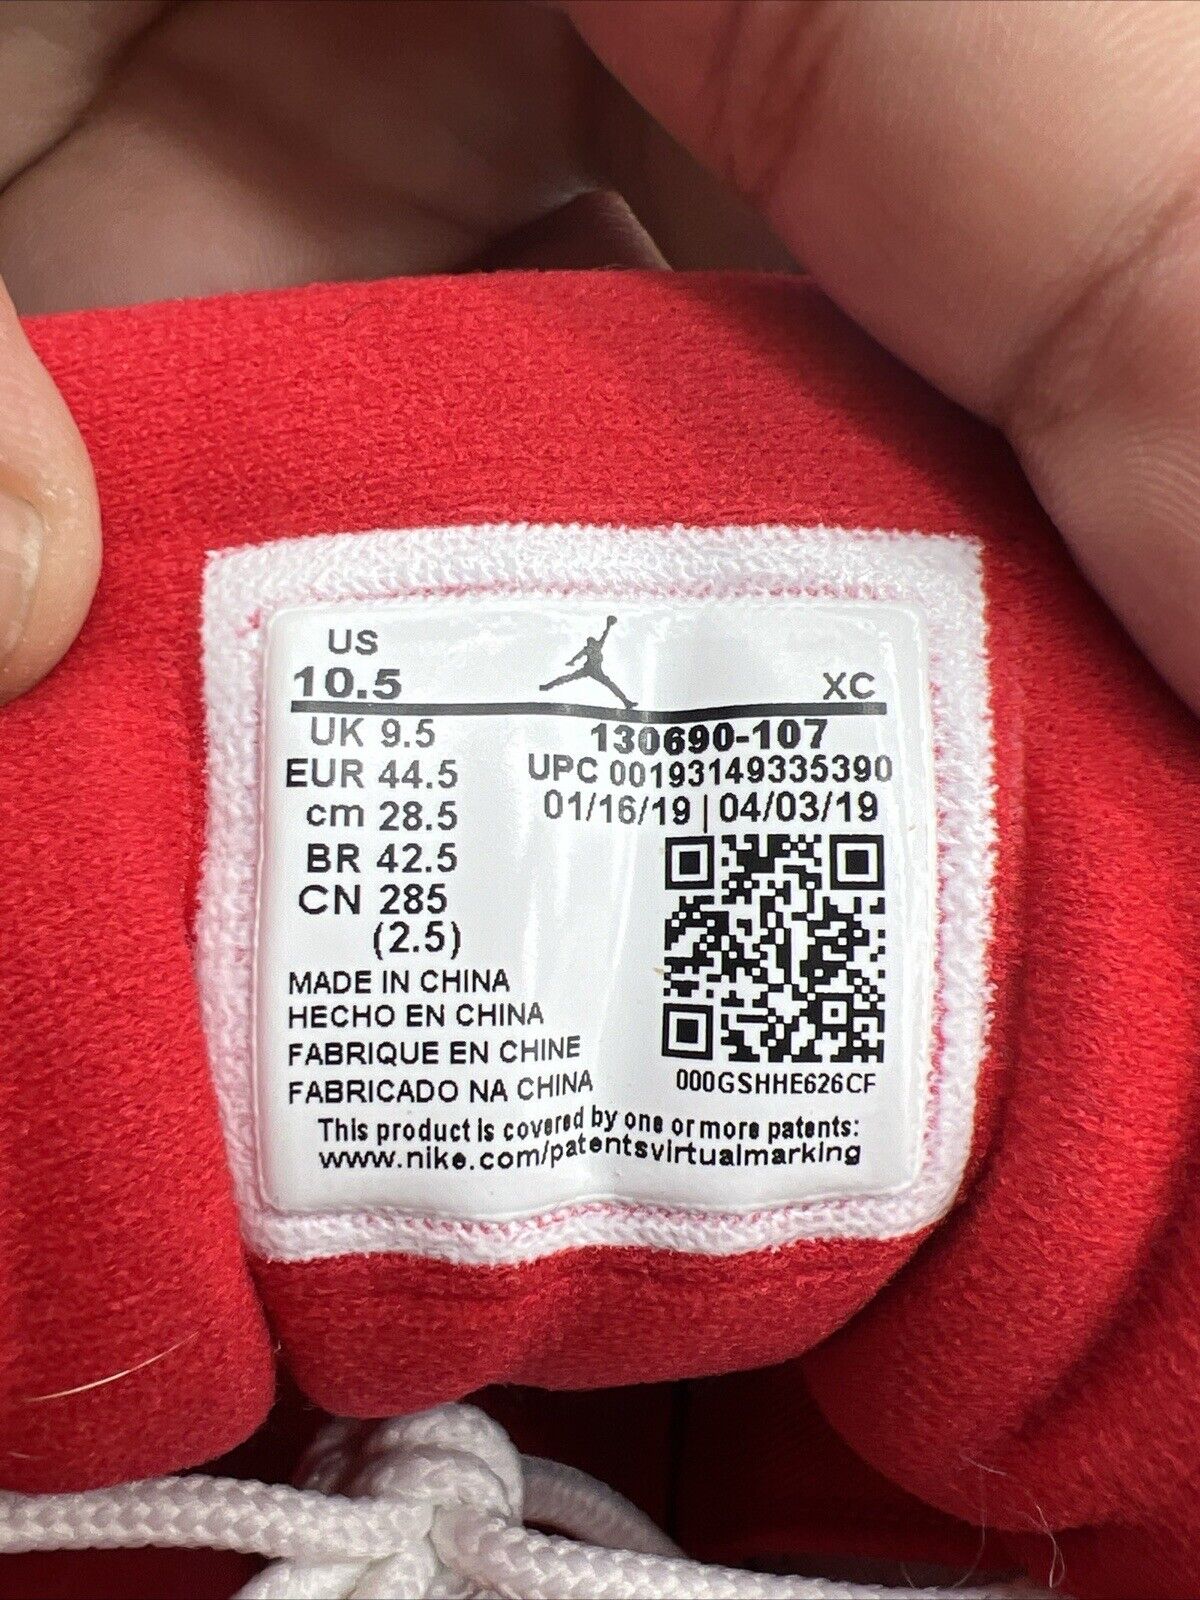 US
10.5
XC
UK 9.5
130690-107
EUR 44.5
UPC 00193149335390
cm 28.5
01/16/19 | 04/03/19
BR 42.5
CN 285
(2.5)
MADE IN CHINA
HECHO EN CHINA
FABRIQUE EN CHINE
FABRICADO NA CHINA
000GSHHE626CF
This product is covered by one or more patents:
www.nike.com/patentsvirtualmarking